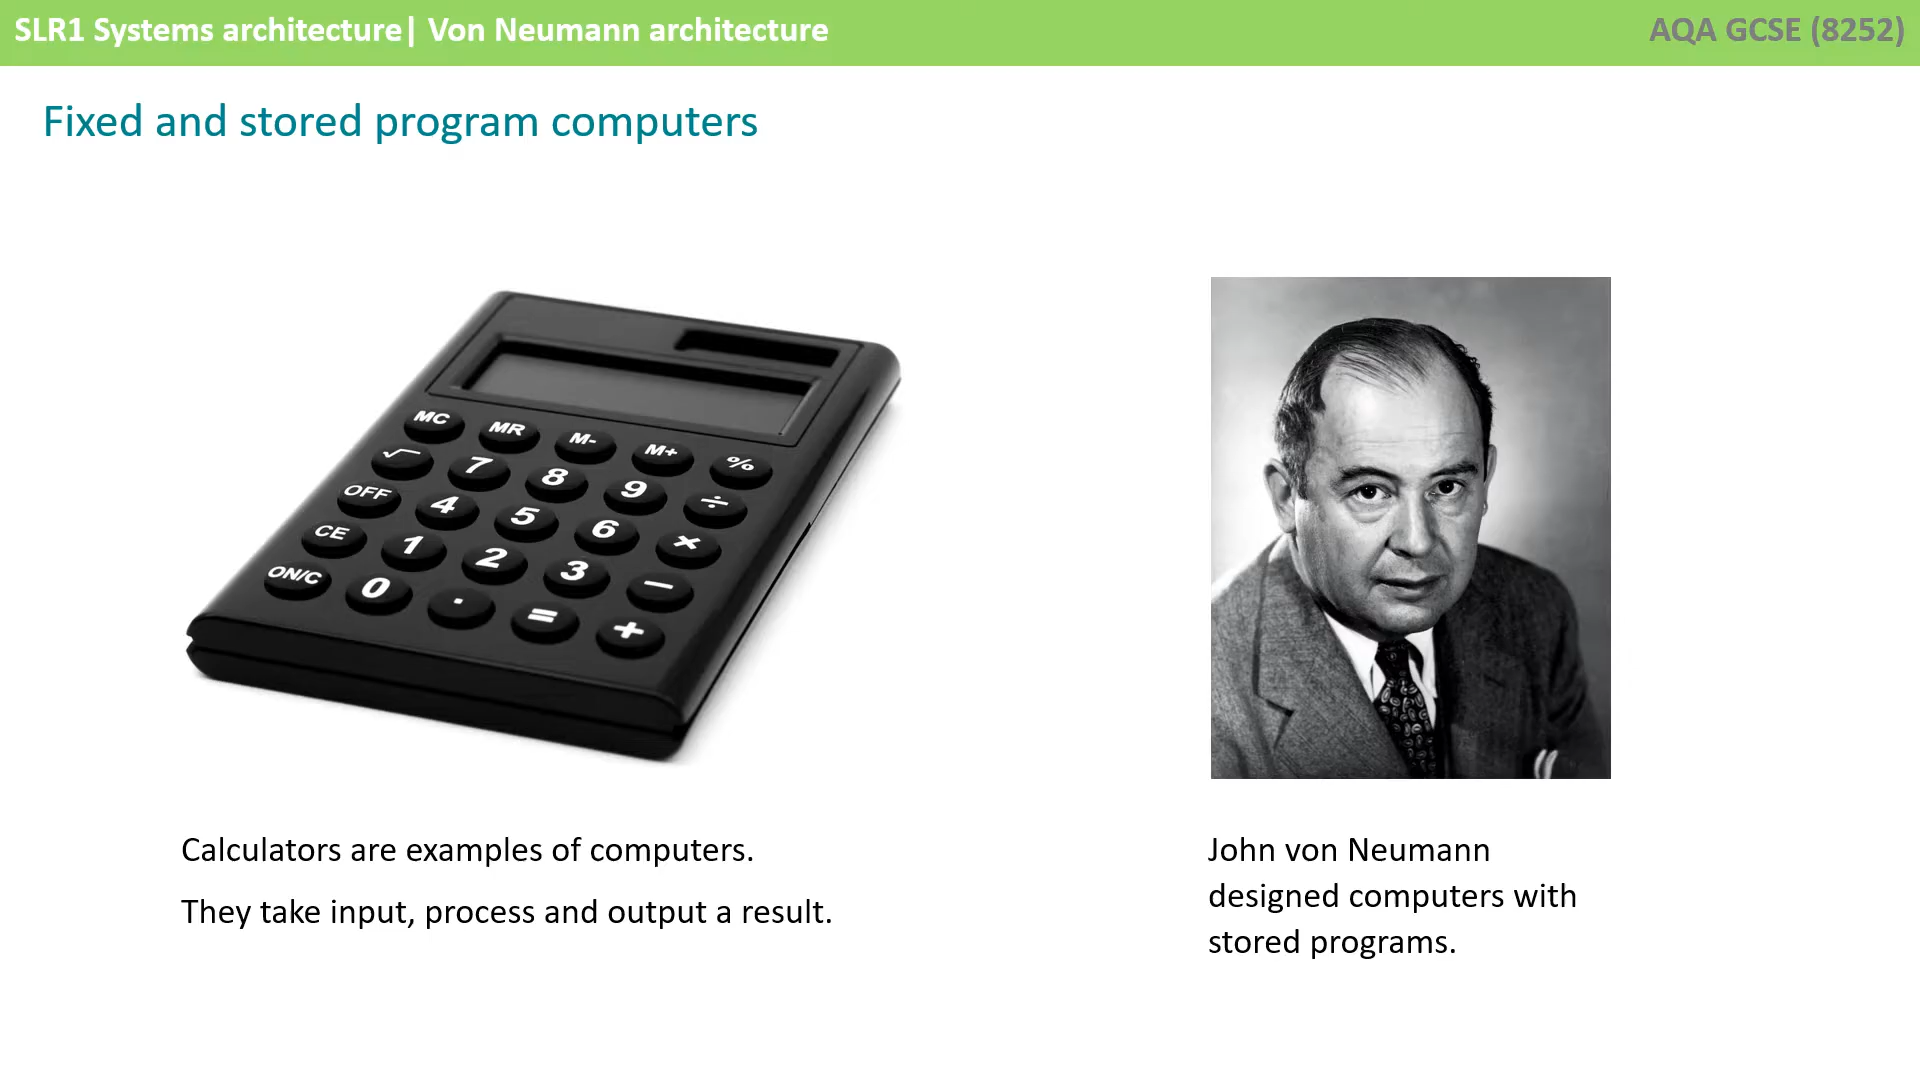 SLR1 Systems architecture| Von Neumann architecture
AQA GCSE (8252)
Fixed and stored program computers
MC MR M- M+ %
√ 7 8 9 ÷
OFF 4 5 6 ×
CE 1 2 3 −
ON/C 0 . = +
Calculators are examples of computers.
They take input, process and output a result.
John von Neumann
designed computers with
stored programs.